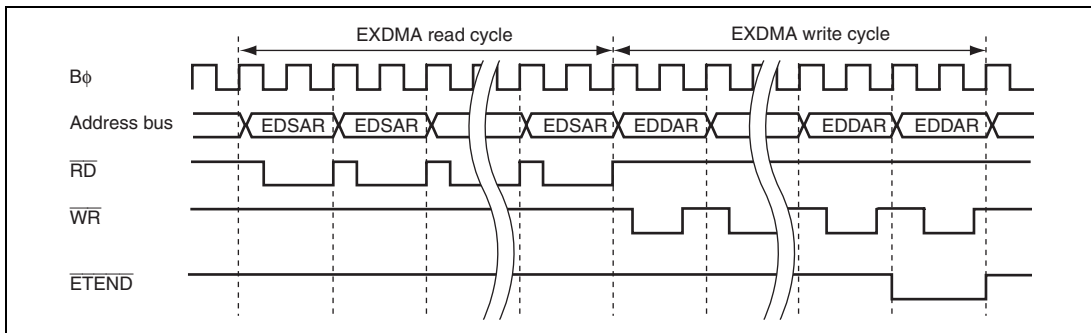 EXDMA read cycle EXDMA write cycle
Bϕ
Address bus EDSAR EDSAR EDSAR EDDAR EDDAR EDDAR
RD
WR
ETEND